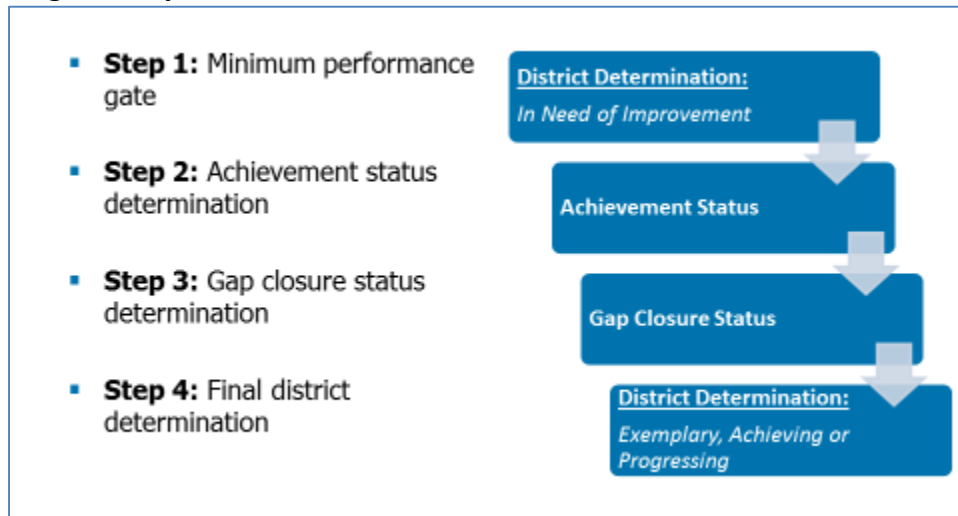 ▪ Step 1: Minimum performance
gate
▪ Step 2: Achievement status
determination
▪ Step 3: Gap closure status
determination
▪ Step 4: Final district
determination
District Determination:
In Need of Improvement
Achievement Status
Gap Closure Status
District Determination:
Exemplary, Achieving or
Progressing